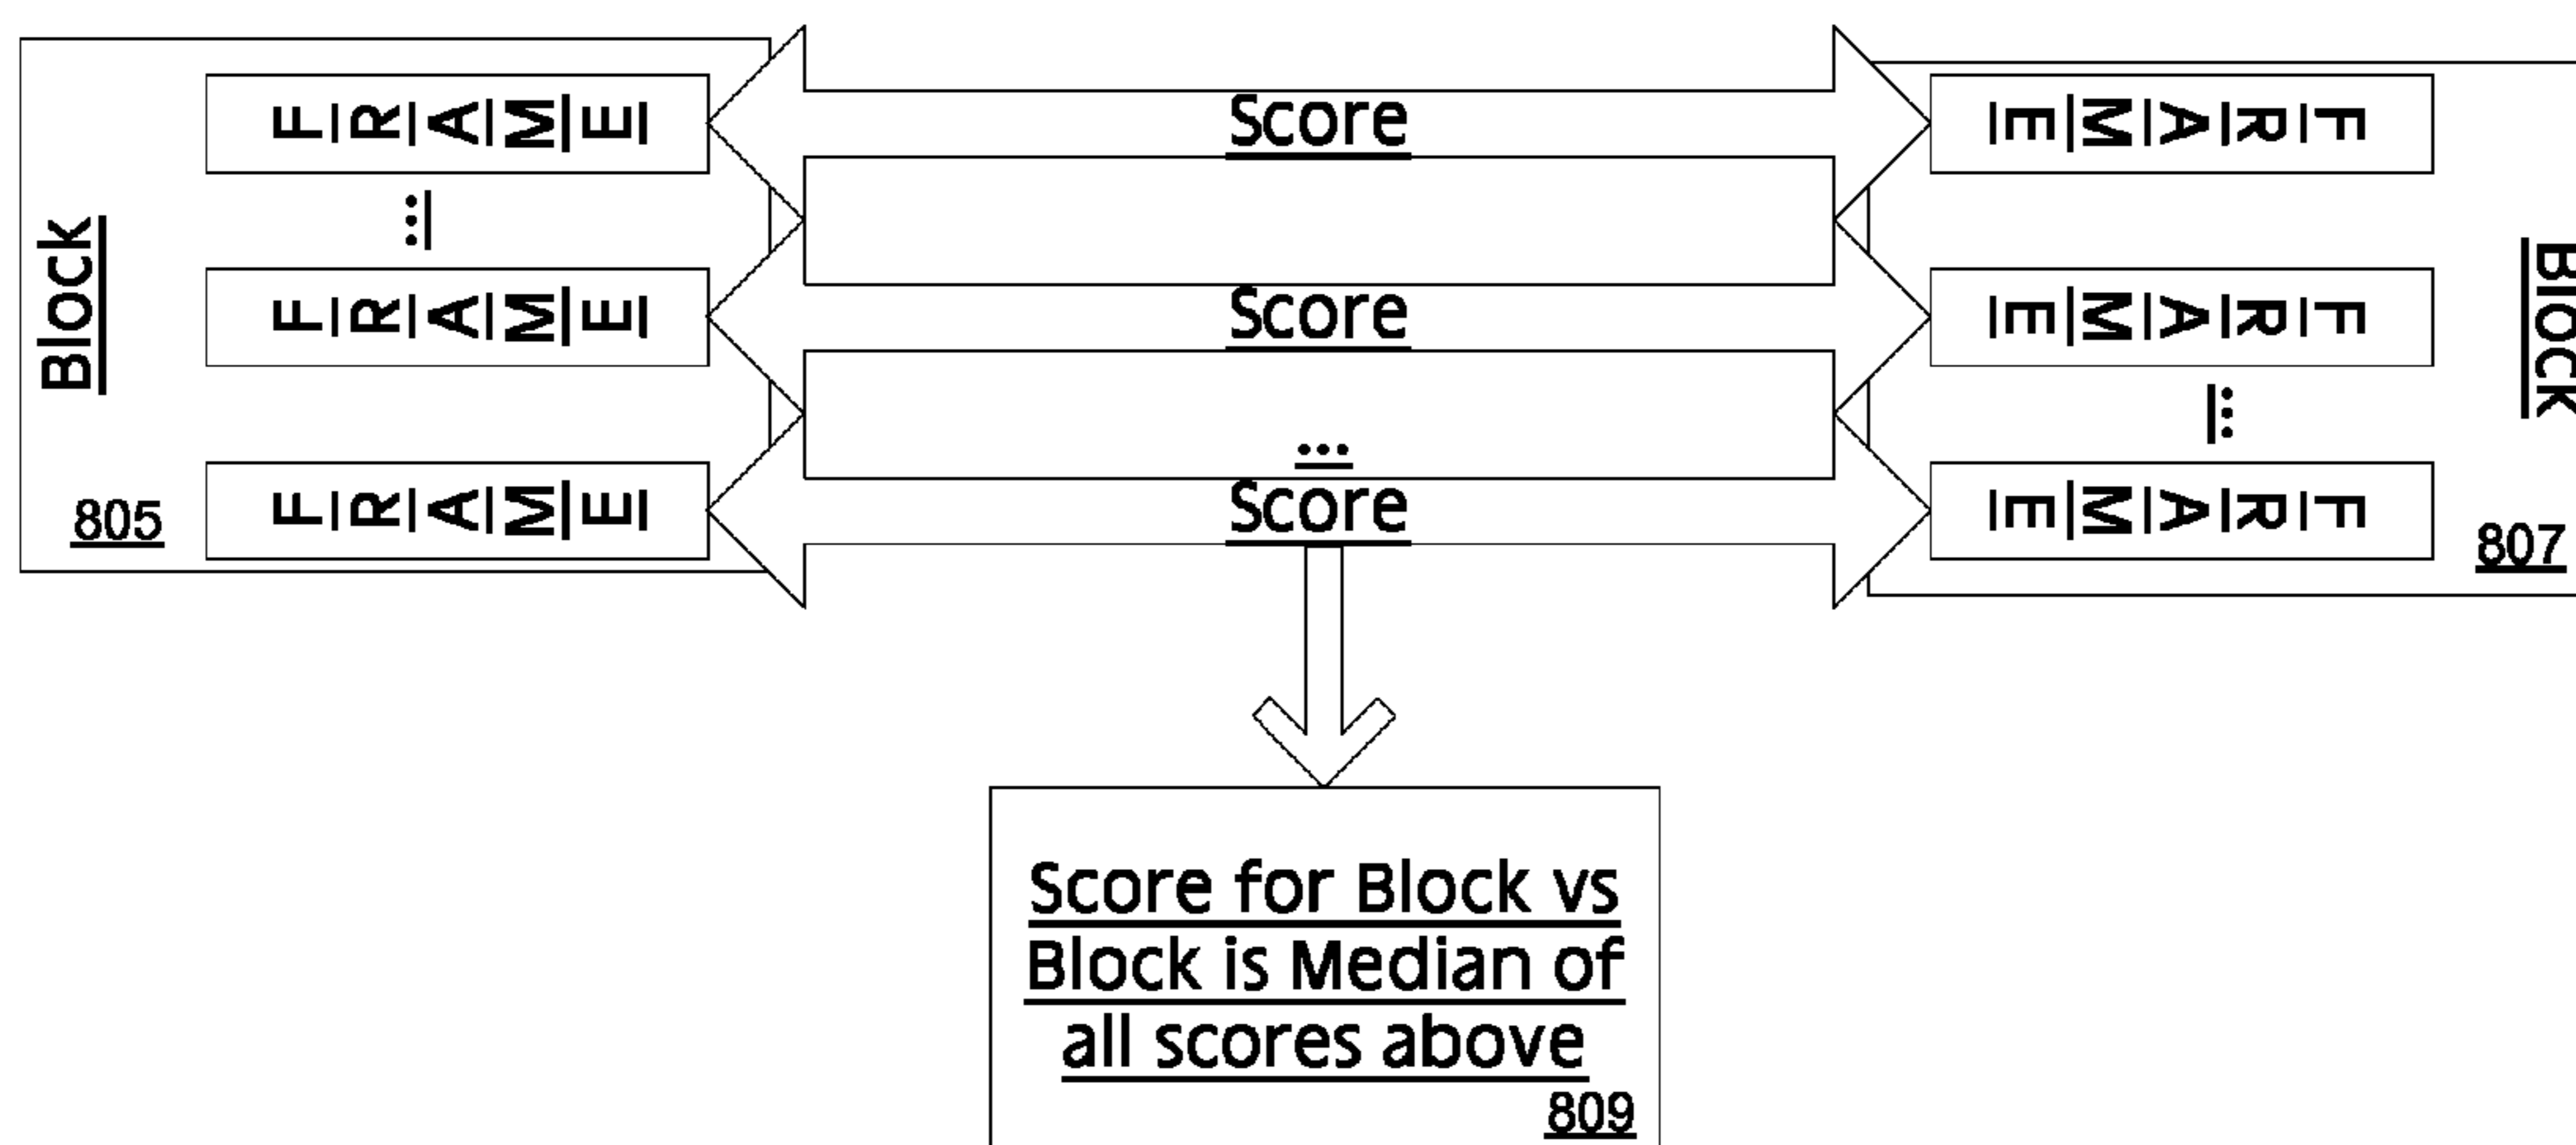 Block
FRAME
...
FRAME
FRAME
805
Score
Score
...
Score
FRAME
FRAME
...
FRAME
Block
807
Score for Block vs
Block is Median of
all scores above
809